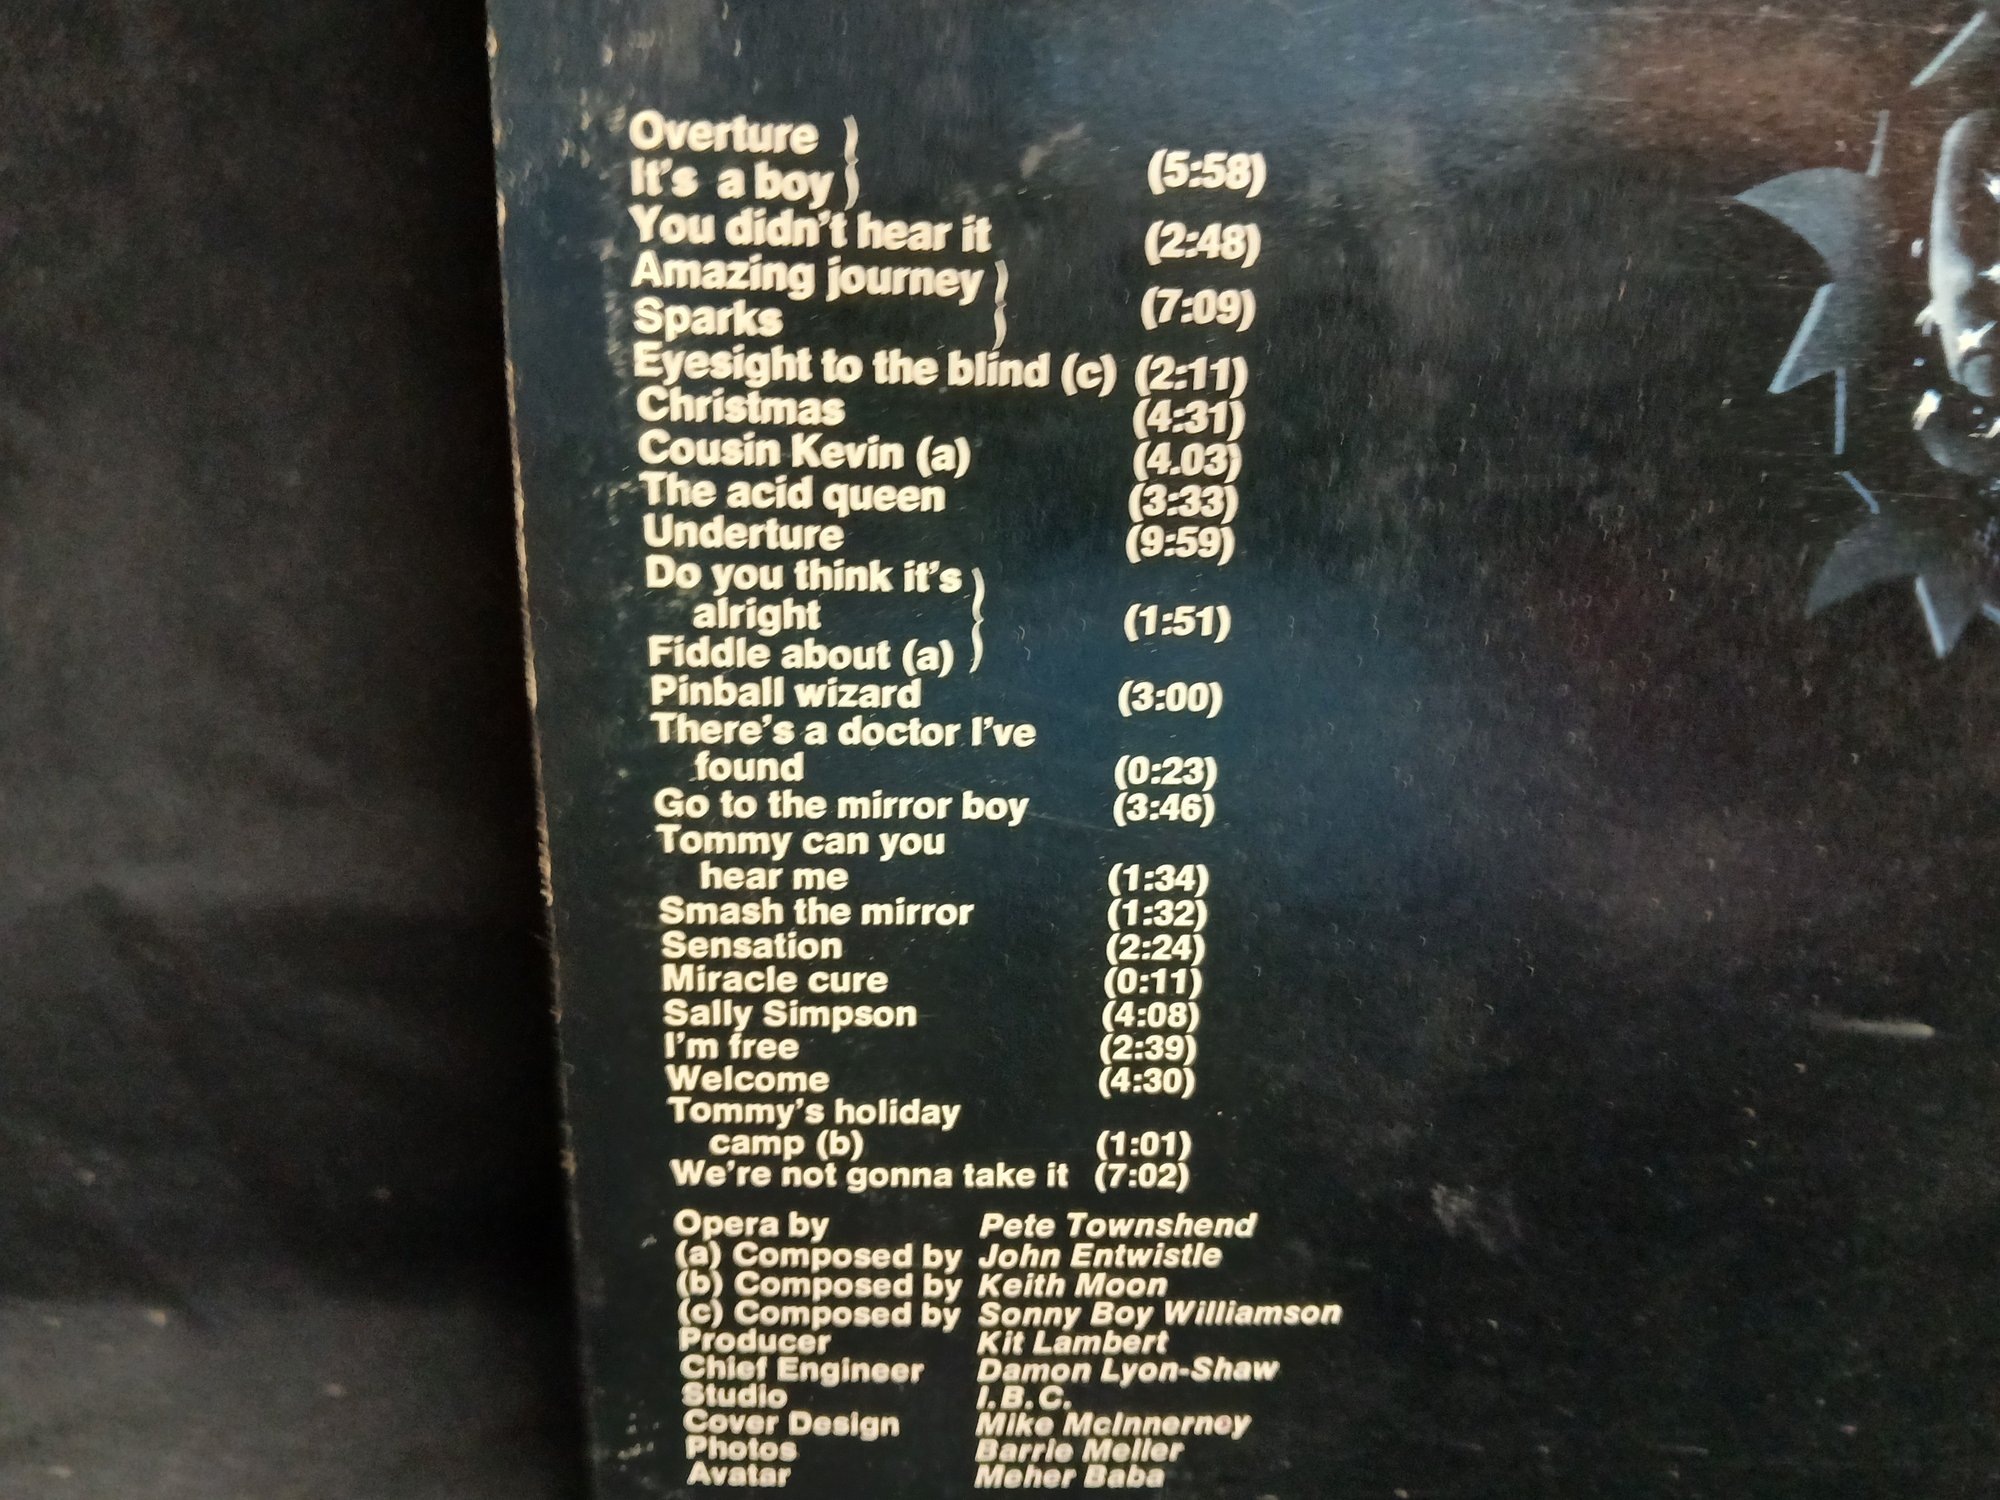 Overture
It's a boy (5:58)
You didn't hear it (2:48)
Amazing journey
Sparks (7:09)
Eyesight to the blind (c) (2:11)
Christmas (4:31)
Cousin Kevin (a) (4.03)
The acid queen (3:33)
Underture (9:59)
Do you think it's
alright (1:51)
Fiddle about (a)
Pinball wizard (3:00)
There's a doctor I've
found (0:23)
Go to the mirror boy (3:46)
Tommy can you
hear me (1:34)
Smash the mirror (1:32)
Sensation (2:24)
Miracle cure (0:11)
Sally Simpson (4:08)
I'm free (2:39)
Welcome (4:30)
Tommy's holiday
camp (b) (1:01)
We're not gonna take it (7:02)
Opera by Pete Townshend
(a) Composed by John Entwistle
(b) Composed by Keith Moon
(c) Composed by Sonny Boy Williamson
Producer Kit Lambert
Chief Engineer Damon Lyon-Shaw
Studio I.B.C.
Cover Design Mike McInnerney
Photos Barrie Meller
Avatar Meher Baba